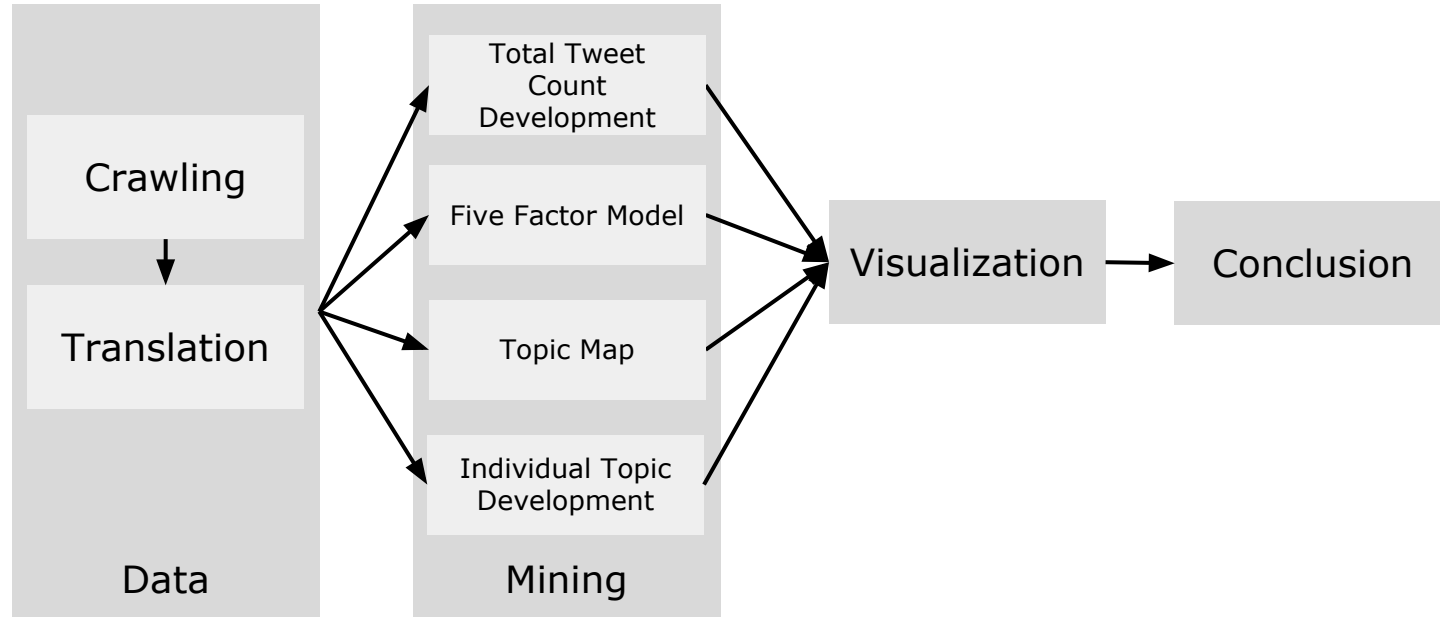 Crawling
Translation
Data
Total Tweet
Count
Development
Five Factor Model
Topic Map
Individual Topic
Development
Mining
Visualization
Conclusion